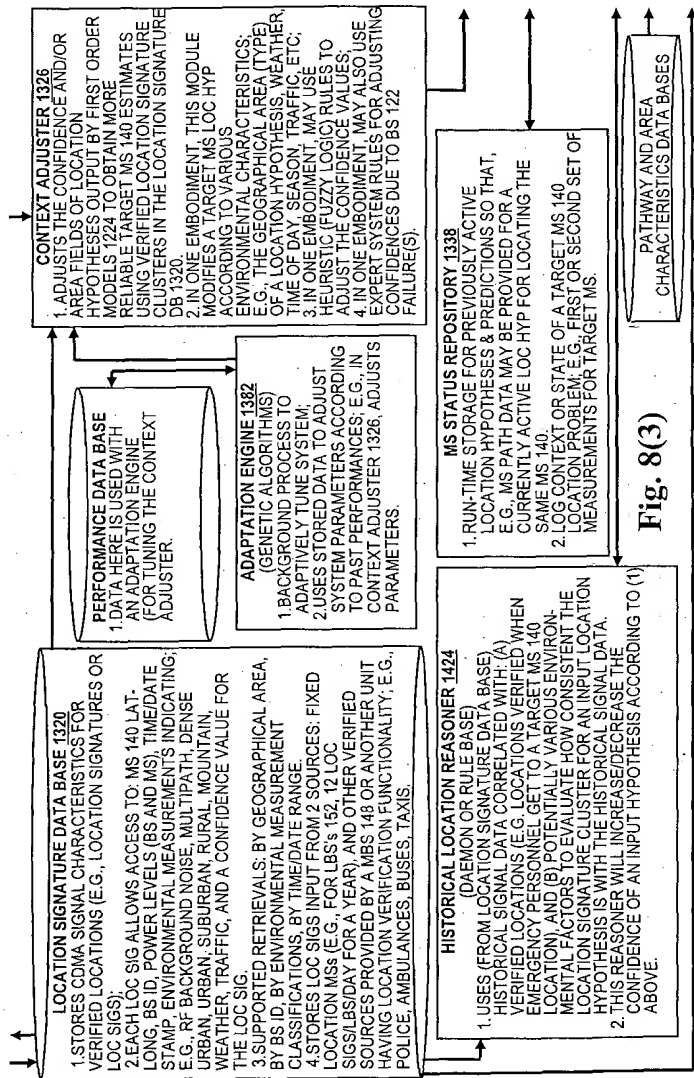 LOCATION SIGNATURE DATA BASE 1320
1.STORES CDMA SIGNAL CHARACTERISTICS FOR
VERIFIED LOCATIONS (E.G., LOCATION SIGNATURES OR
LOC SIGS);
2.EACH LOC SIG ALLOWS ACCESS TO: MS 140 LAT-
LONG, BS ID, POWER LEVELS (BS AND MS), TIME/DATE
STAMP, ENVIRONMENTAL MEASUREMENTS INDICATING;
E.G., RF BACKGROUND NOISE, MULTIPATH, DENSE
URBAN, URBAN, SUBURBAN, RURAL, MOUNTAIN,
WEATHER, TRAFFIC, AND A CONFIDENCE VALUE FOR
THE LOC SIG.
3.SUPPORTED RETRIEVALS: BY GEOGRAPHICAL AREA,
BY BS ID, BY ENVIRONMENTAL MEASUREMENT
CLASSIFICATIONS, BY TIME/DATE RANGE.
4.STORES LOC SIGS INPUT FROM 2 SOURCES: FIXED
LOCATION MSs (E.G., FOR LBS's 152, 12 LOC
SIGS/LBS/DAY FOR A YEAR), AND OTHER VERIFIED
SOURCES PROVIDED BY A MBS 148 OR ANOTHER UNIT
HAVING LOCATION VERIFICATION FUNCTIONALITY; E.G.,
POLICE, AMBULANCES, BUSES, TAXIS.
PERFORMANCE DATA BASE
1.DATA HERE IS USED WITH
AN ADAPTATION ENGINE
(FOR TUNING THE CONTEXT
ADJUSTER.
ADAPTATION ENGINE 1382
(GENETIC ALGORITHMS)
1.BACKGROUND PROCESS TO
ADAPTIVELY TUNE SYSTEM;
2.USES STORED DATA TO ADJUST
SYSTEM PARAMETERS ACCORDING
TO PAST PERFORMANCES; E.G., IN
CONTEXT ADJUSTER 1326, ADJUSTS
PARAMETERS.
CONTEXT ADJUSTER 1326
1. ADJUSTS THE CONFIDENCE AND/OR
AREA FIELDS OF LOCATION
HYPOTHESES OUTPUT BY FIRST ORDER
MODELS 1224 TO OBTAIN MORE
RELIABLE TARGET MS 140 ESTIMATES
USING VERIFIED LOCATION SIGNATURE
CLUSTERS IN THE LOCATION SIGNATURE
DB 1320.
2. IN ONE EMBODIMENT, THIS MODULE
MODIFIES A TARGET MS LOC HYP
ACCORDING TO VARIOUS
ENVIRONMENTAL CHARACTERISTICS;
E.G., THE GEOGRAPHICAL AREA (TYPE)
OF A LOCATION HYPOTHESIS, WEATHER,
TIME OF DAY, SEASON, TRAFFIC, ETC;
3. IN ONE EMBODIMENT, MAY USE
HEURISTIC (FUZZY LOGIC) RULES TO
ADJUST THE CONFIDENCE VALUES;
4. IN ONE EMBODIMENT, MAY ALSO USE
EXPERT SYSTEM RULES FOR ADJUSTING
CONFIDENCES DUE TO BS 122
FAILURE(S).
HISTORICAL LOCATION REASONER 1424
(DAEMON OR RULE BASE)
1. USES (FROM LOCATION SIGNATURE DATA BASE)
HISTORICAL SIGNAL DATA CORRELATED WITH: (A)
VERIFIED LOCATIONS (E.G. LOCATIONS VERIFIED WHEN
EMERGENCY PERSONNEL GET TO A TARGET MS 140
LOCATION), AND (B) POTENTIALLY VARIOUS ENVIRON-
MENTAL FACTORS TO EVALUATE HOW CONSISTENT THE
LOCATION SIGNATURE CLUSTER FOR AN INPUT LOCATION
HYPOTHESIS IS WITH THE HISTORICAL SIGNAL DATA.
2. THIS REASONER WILL INCREASE/DECREASE THE
CONFIDENCE OF AN INPUT HYPOTHESIS ACCORDING TO (1)
ABOVE.
MS STATUS REPOSITORY 1338
1. RUN-TIME STORAGE FOR PREVIOUSLY ACTIVE
LOCATION HYPOTHESES & PREDICTIONS SO THAT,
E.G., MS PATH DATA MAY BE PROVIDED FOR A
CURRENTLY ACTIVE LOC HYP FOR LOCATING THE
SAME MS 140.
2. LOG CONTEXT OR STATE OF A TARGET MS 140
LOCATION PROBLEM; E.G., FIRST OR SECOND SET OF
MEASUREMENTS FOR TARGET MS.
PATHWAY AND AREA
CHARACTERISTICS DATA BASES
Fig. 8(3)